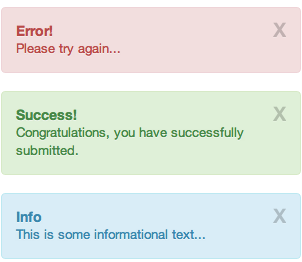 Error! X
Please try again...
Success! X
Congratulations, you have successfully
submitted.
Info X
This is some informational text...